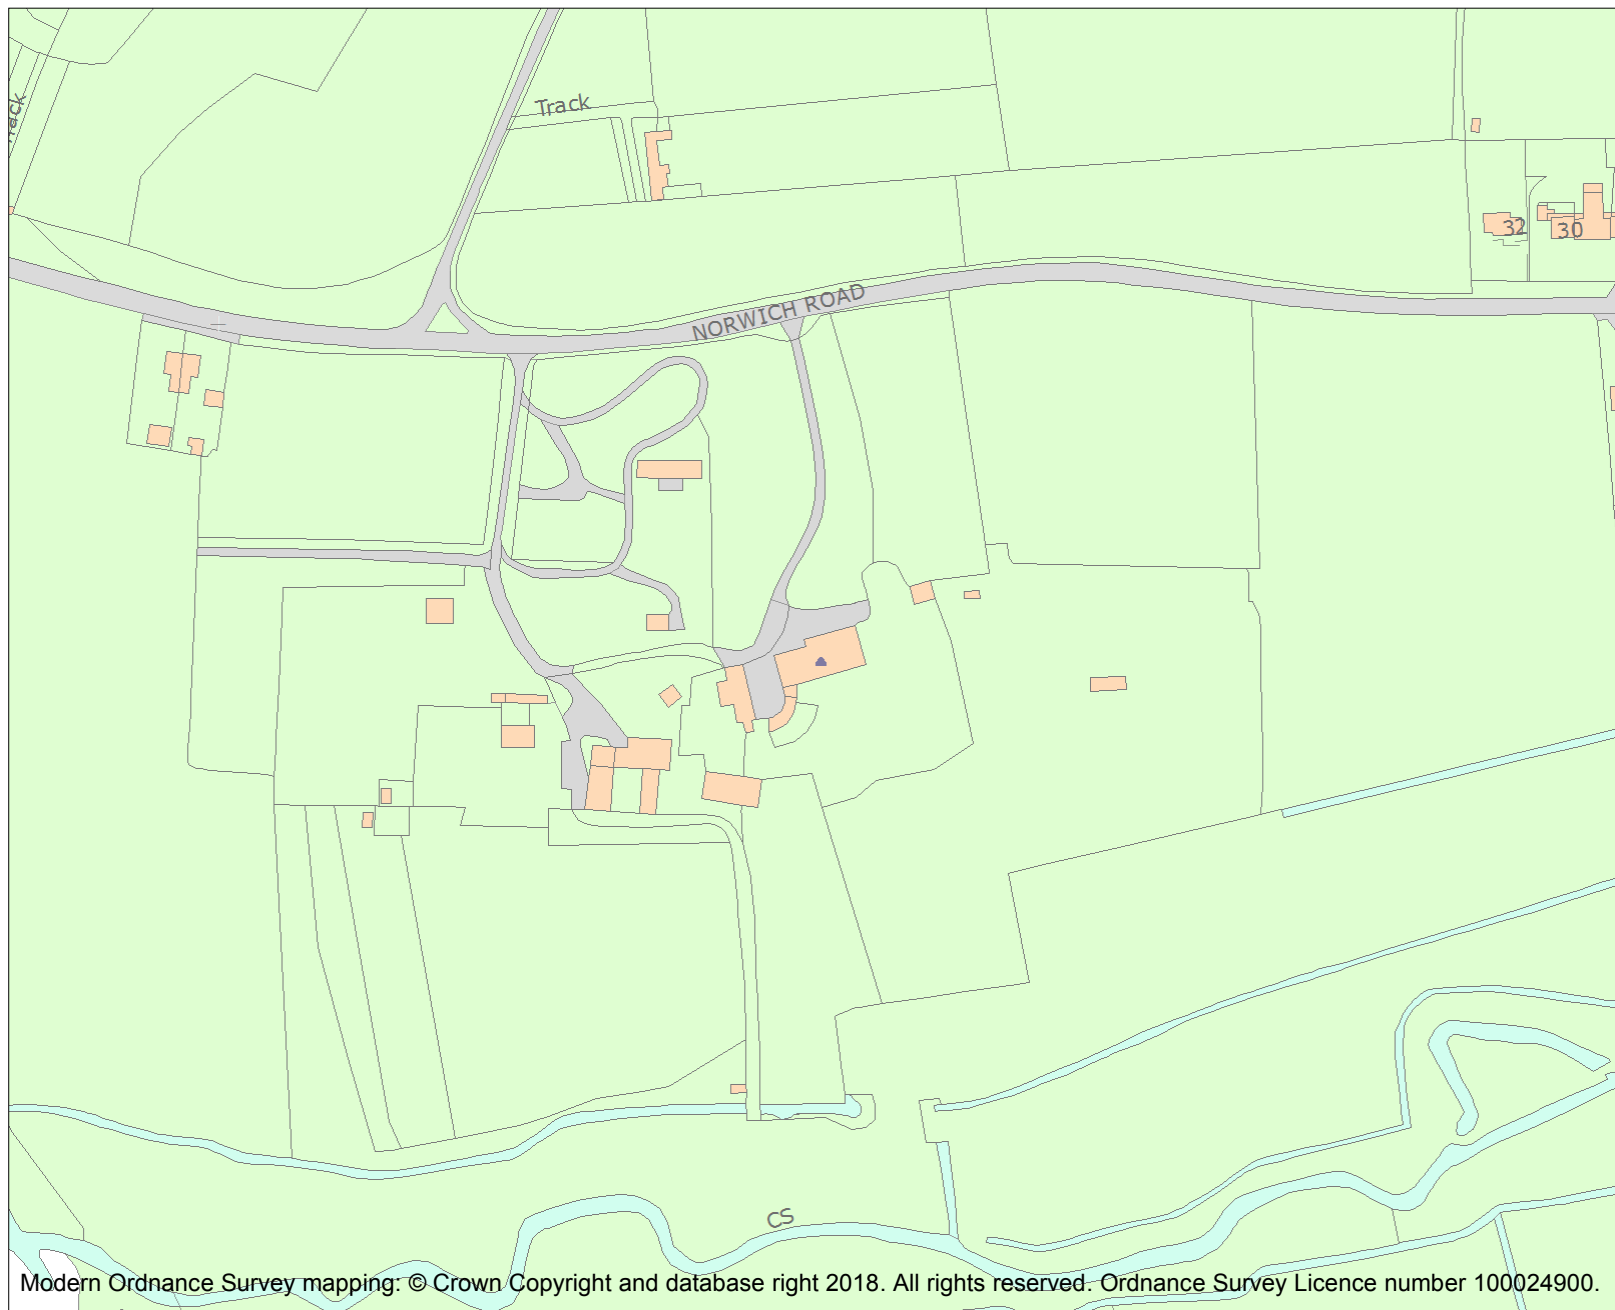 Track
32
30
NORWICH ROAD
CS
Modern Ordnance Survey mapping: © Crown Copyright and database right 2018. All rights reserved. Ordnance Survey Licence number 100024900.